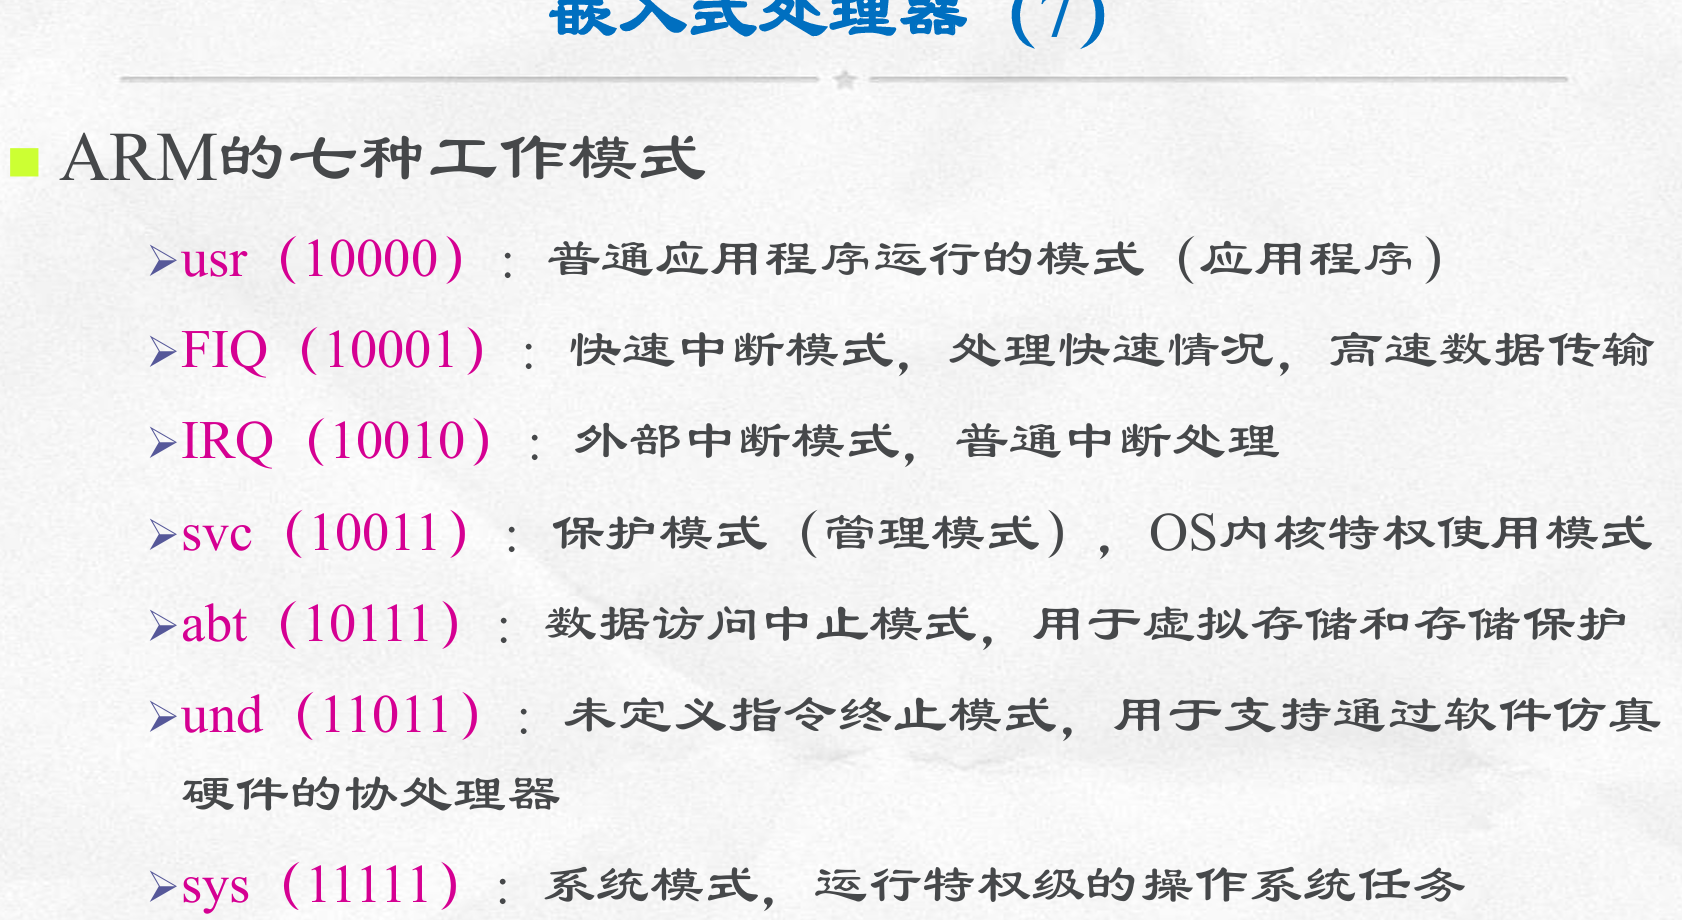 嵌入式处理器（7）
ARM的七种工作模式
usr（10000）：普通应用程序运行的模式（应用程序）
FIQ（10001）：快速中断模式，处理快速情况，高速数据传输
IRQ（10010）：外部中断模式，普通中断处理
svc（10011）：保护模式（管理模式），OS内核特权使用模式
abt（10111）：数据访问中止模式，用于虚拟存储和存储保护
und（11011）：未定义指令终止模式，用于支持通过软件仿真
硬件的协处理器
sys（11111）：系统模式，运行特权级的操作系统任务